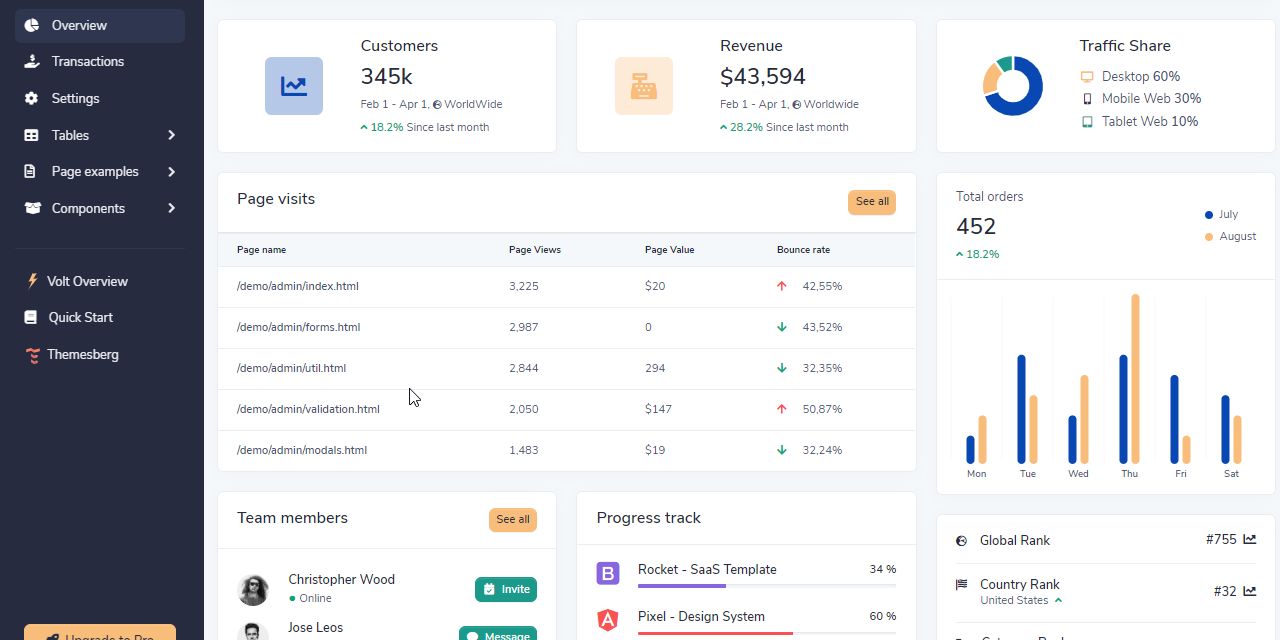 Overview
Transactions
Settings
Tables
Page examples
Components
Volt Overview
Quick Start
Themesberg
Upgrade to Pro
Customers
345k
Feb 1 - Apr 1, WorldWide
18.2% Since last month
Revenue
$43,594
Feb 1 - Apr 1, Worldwide
28.2% Since last month
Traffic Share
Desktop 60%
Mobile Web 30%
Tablet Web 10%
Page visits
See all
Page name Page Views Page Value Bounce rate
/demo/admin/index.html 3,225 $20 42,55%
/demo/admin/forms.html 2,987 0 43,52%
/demo/admin/util.html 2,844 294 32,35%
/demo/admin/validation.html 2,050 $147 50,87%
/demo/admin/modals.html 1,483 $19 32,24%
Total orders
452
18.2%
July
August
Mon Tue Wed Thu Fri Sat
Team members
See all
Christopher Wood
Online
Invite
Jose Leos
Message
Progress track
B
Rocket - SaaS Template 34 %
Pixel - Design System 60 %
Global Rank #755
Country Rank
United States
#32